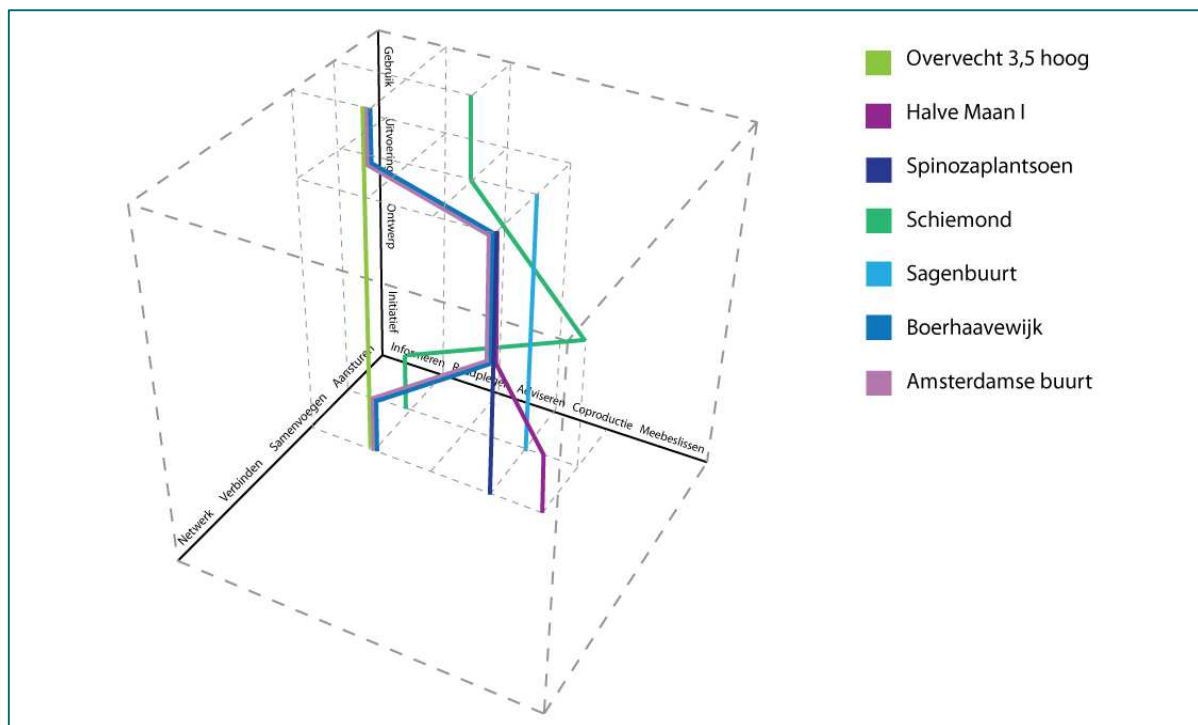 Gebruik
Uitvoering
Ontwerp
Initiatief
Informeren Raadplegen Adviseren Coproductie Meebeslissen
Netwerk Verbinden Samenvoegen Aansturen
Overvecht 3,5 hoog
Halve Maan I
Spinozaplantsoen
Schiemond
Sagenbuurt
Boerhaavewijk
Amsterdamse buurt